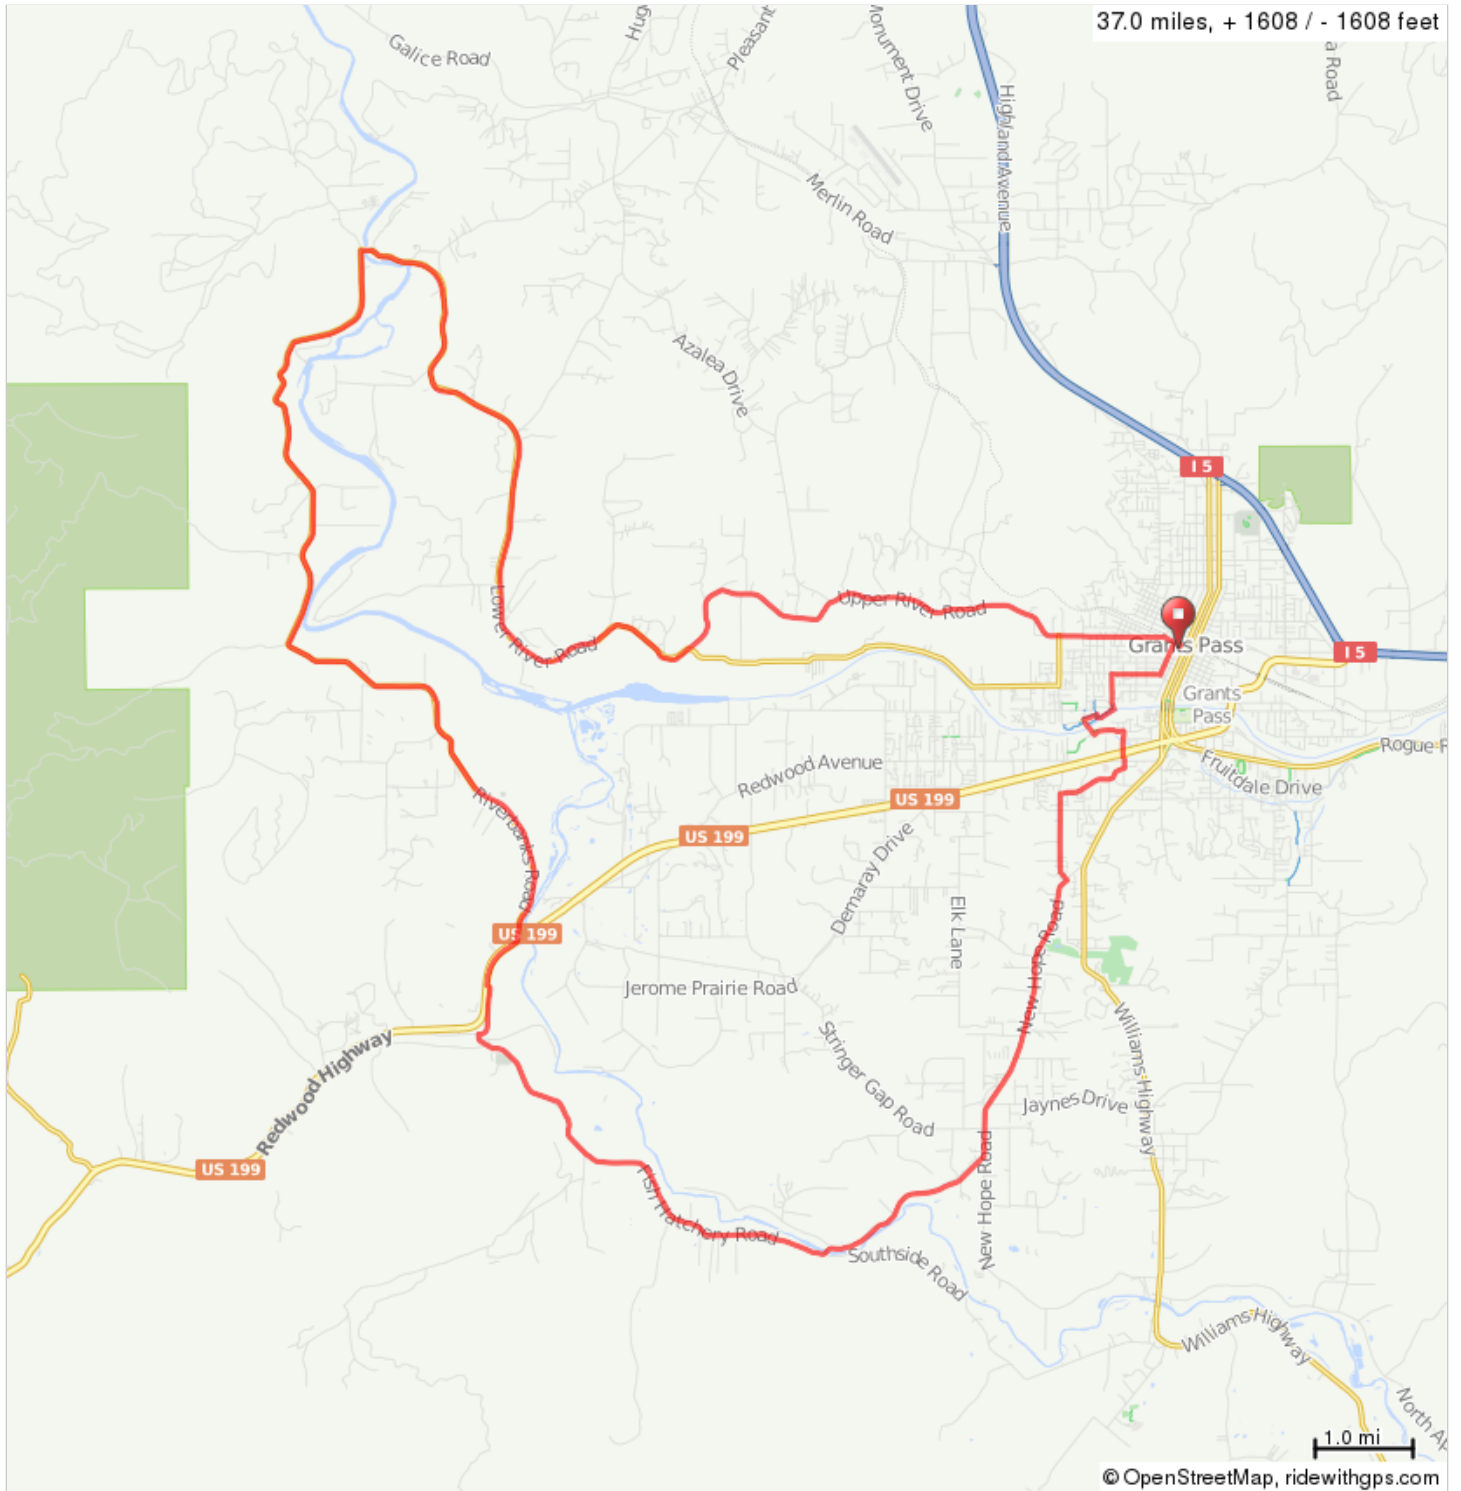 37.0 miles, + 1608 / - 1608 feet
Galice Road
Hug
Pleasant
Monument Drive
a Road
Highland Avenue
Merlin Road
Azalea Drive
I 5
Lower River Road
Upper River Road
Grants Pass
I 5
Grants
Pass
Rogue R
Redwood Avenue
Fruitdale Drive
US 199
US 199
Riverbanks Road
Demaray Drive
Elk Lane
New Hope Road
US 199
Jerome Prairie Road
Stringer Gap Road
Williams Highway
Jaynes Drive
Redwood Highway
US 199
Fish Hatchery Road
New Hope Road
N
Southside Road
Williams Highway
North Ap
1.0 mi
© OpenStreetMap, ridewithgps.com